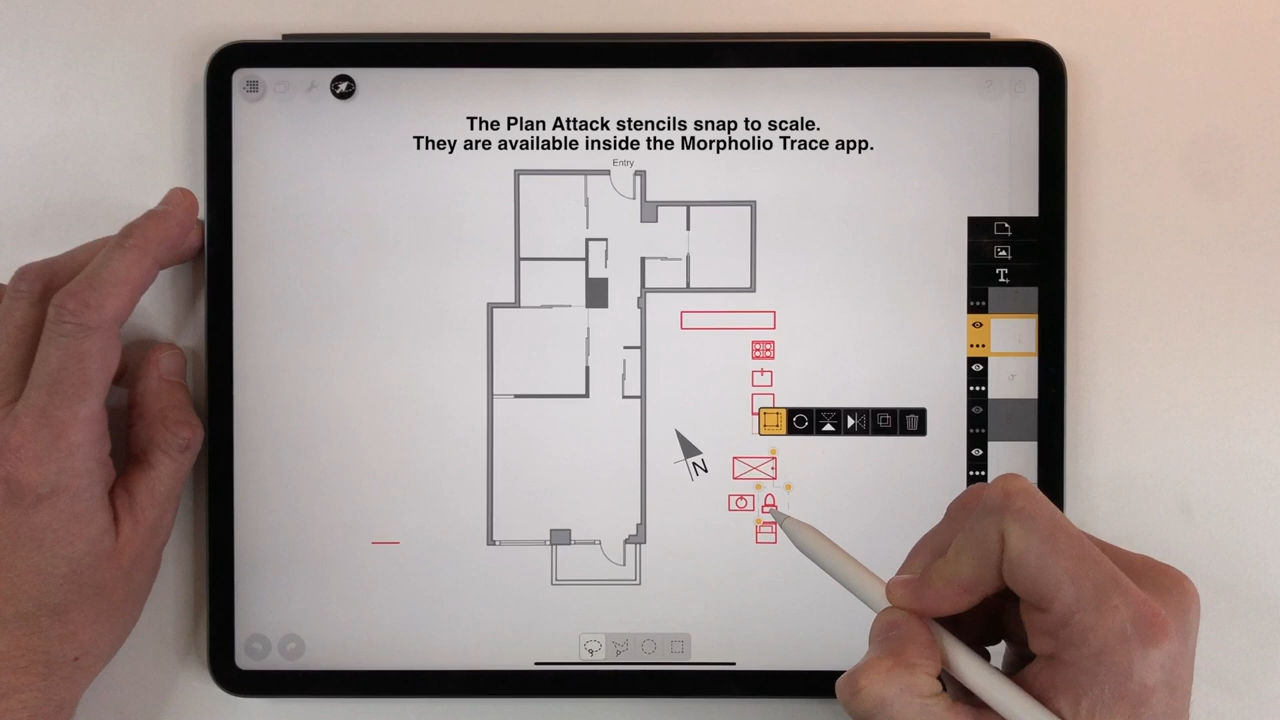 The Plan Attack stencils snap to scale.
They are available inside the Morpholio Trace app.
Entry
N